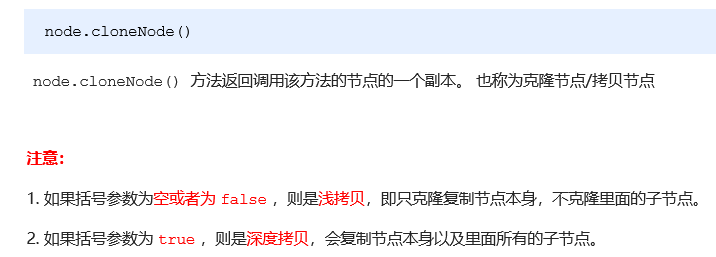 node.cloneNode()
node.cloneNode() 方法返回调用该方法的节点的一个副本。 也称为克隆节点/拷贝节点
注意：
1. 如果括号参数为空或者为 false ，则是浅拷贝，即只克隆复制节点本身，不克隆里面的子节点。
2. 如果括号参数为 true ，则是深度拷贝，会复制节点本身以及里面所有的子节点。